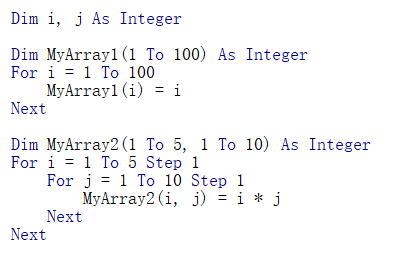 Dim i, j As Integer
Dim MyArray1(1 To 100) As Integer
For i = 1 To 100
    MyArray1(i) = i
Next
Dim MyArray2(1 To 5, 1 To 10) As Integer
For i = 1 To 5 Step 1
    For j = 1 To 10 Step 1
        MyArray2(i, j) = i * j
    Next
Next